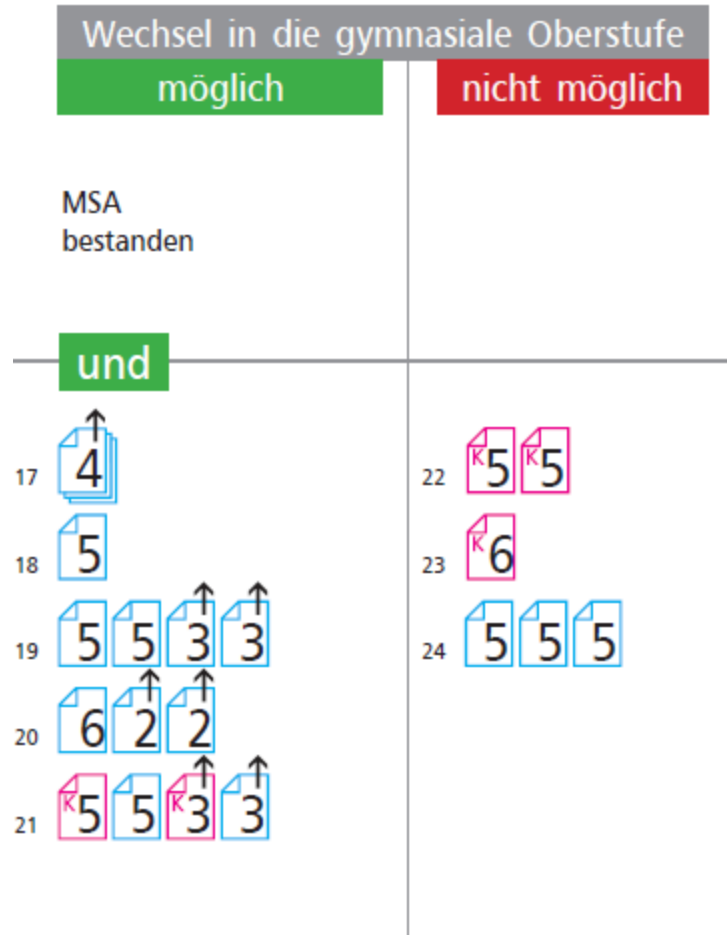 Wechsel in die gymnasiale Oberstufe
möglich
nicht möglich
MSA
bestanden
und
17 4
18 5
19 5 5 3 3
20 6 2 2
21 K5 5 K3 3
22 K5 K5
23 K6
24 5 5 5